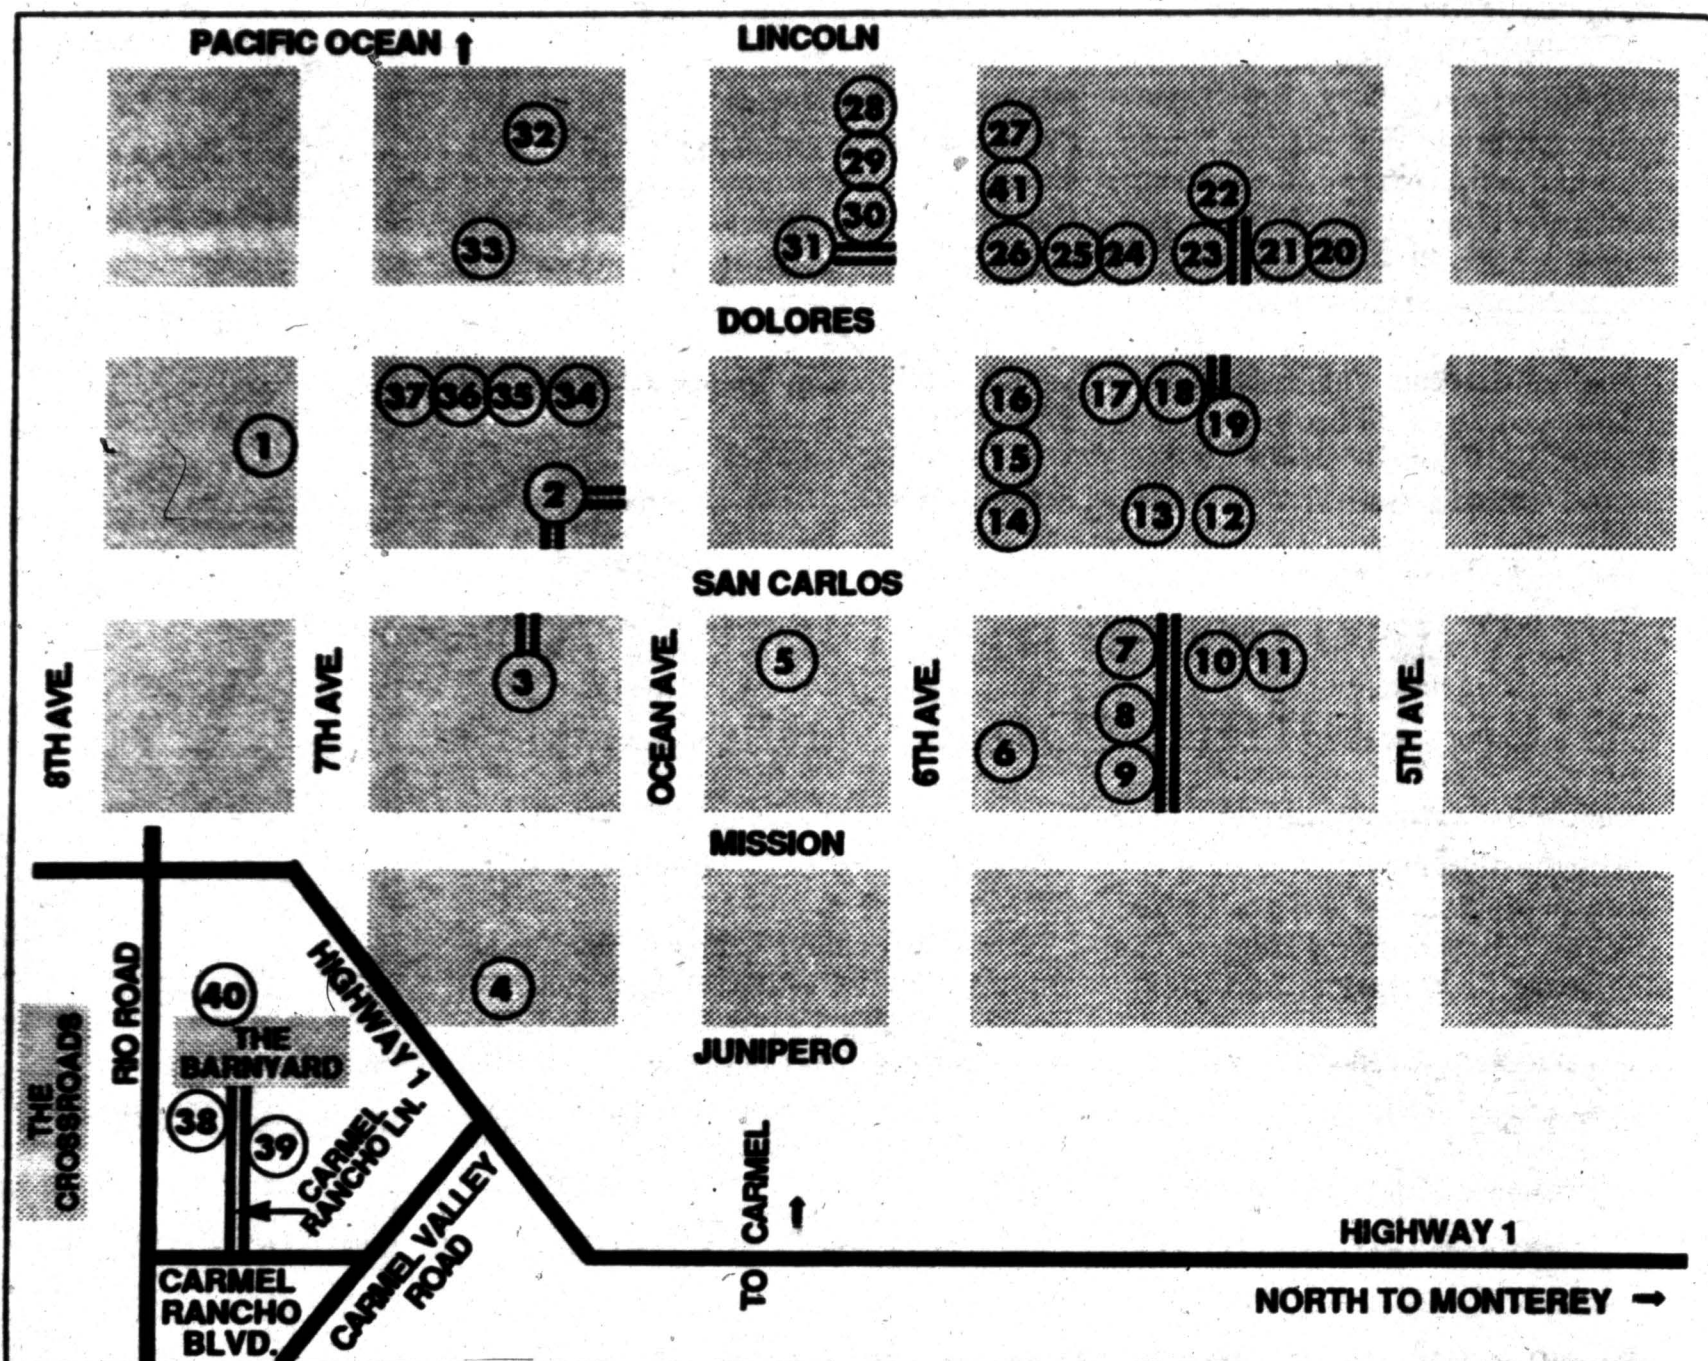 PACIFIC OCEAN ↑
LINCOLN
28
32
27
29
41
22
30
33
31
26 25 24 23 21 20
DOLORES
37 36 35 34
16 17 18
19
1
15
2
14 13 12
SAN CARLOS
8TH AVE.
7TH AVE.
3
OCEAN AVE.
5
6TH AVE.
7 10 11
8
6
9
5TH AVE.
MISSION
THE
CROSSROADS
RIO ROAD
40
THE
BARNYARD
38
39
HIGHWAY 1
CARMEL
RANCHO LN.
4
JUNIPERO
CARMEL
RANCHO
BLVD.
CARMEL VALLEY
ROAD
TO CARMEL →
HIGHWAY 1
NORTH TO MONTEREY →